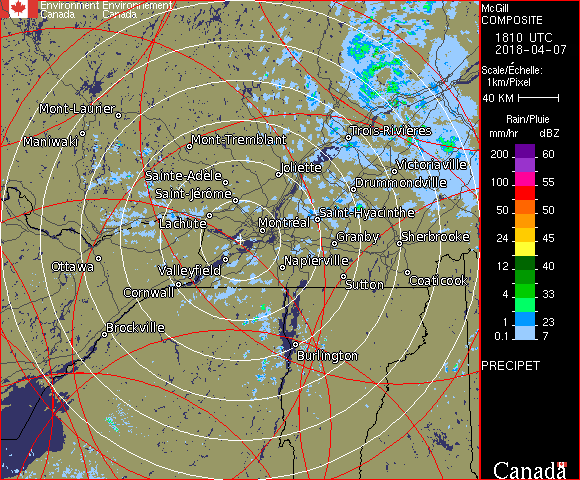 Environment Environnement
Canada Canada
McGill
COMPOSITE
1810 UTC
2018-04-07
Scale/Échelle:
1km/Pixel
40 KM
Rain/Pluie
mm/hr dBZ
200 60
55
100 55
50 50
24 45
12 40
4 33
1 23
0.1 7
PRECIPET
Canada
Mont-Laurier
Maniwaki
Mont-Tremblant
Trois-Rivières
Joliette
Victoriaville
Sainte-Adèle
Drummondville
Saint-Jérôme
Lachute
Saint-Hyacinthe
Montréal
Granby
Sherbrooke
Ottawa
Valleyfield
Napierville
Cornwall
Sutton
Coaticook
Brockville
Burlington